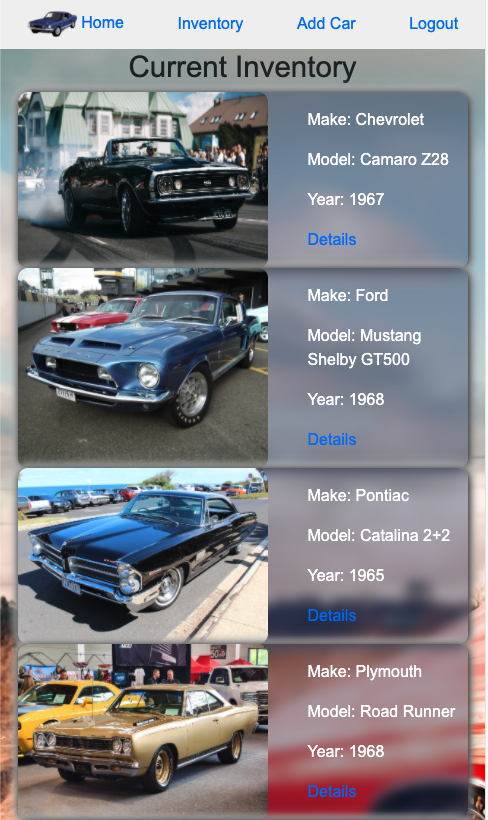 Home Inventory Add Car Logout
Current Inventory
Make: Chevrolet
Model: Camaro Z28
Year: 1967
Details
Make: Ford
Model: Mustang
Shelby GT500
Year: 1968
Details
Make: Pontiac
Model: Catalina 2+2
Year: 1965
Details
Make: Plymouth
Model: Road Runner
Year: 1968
Details